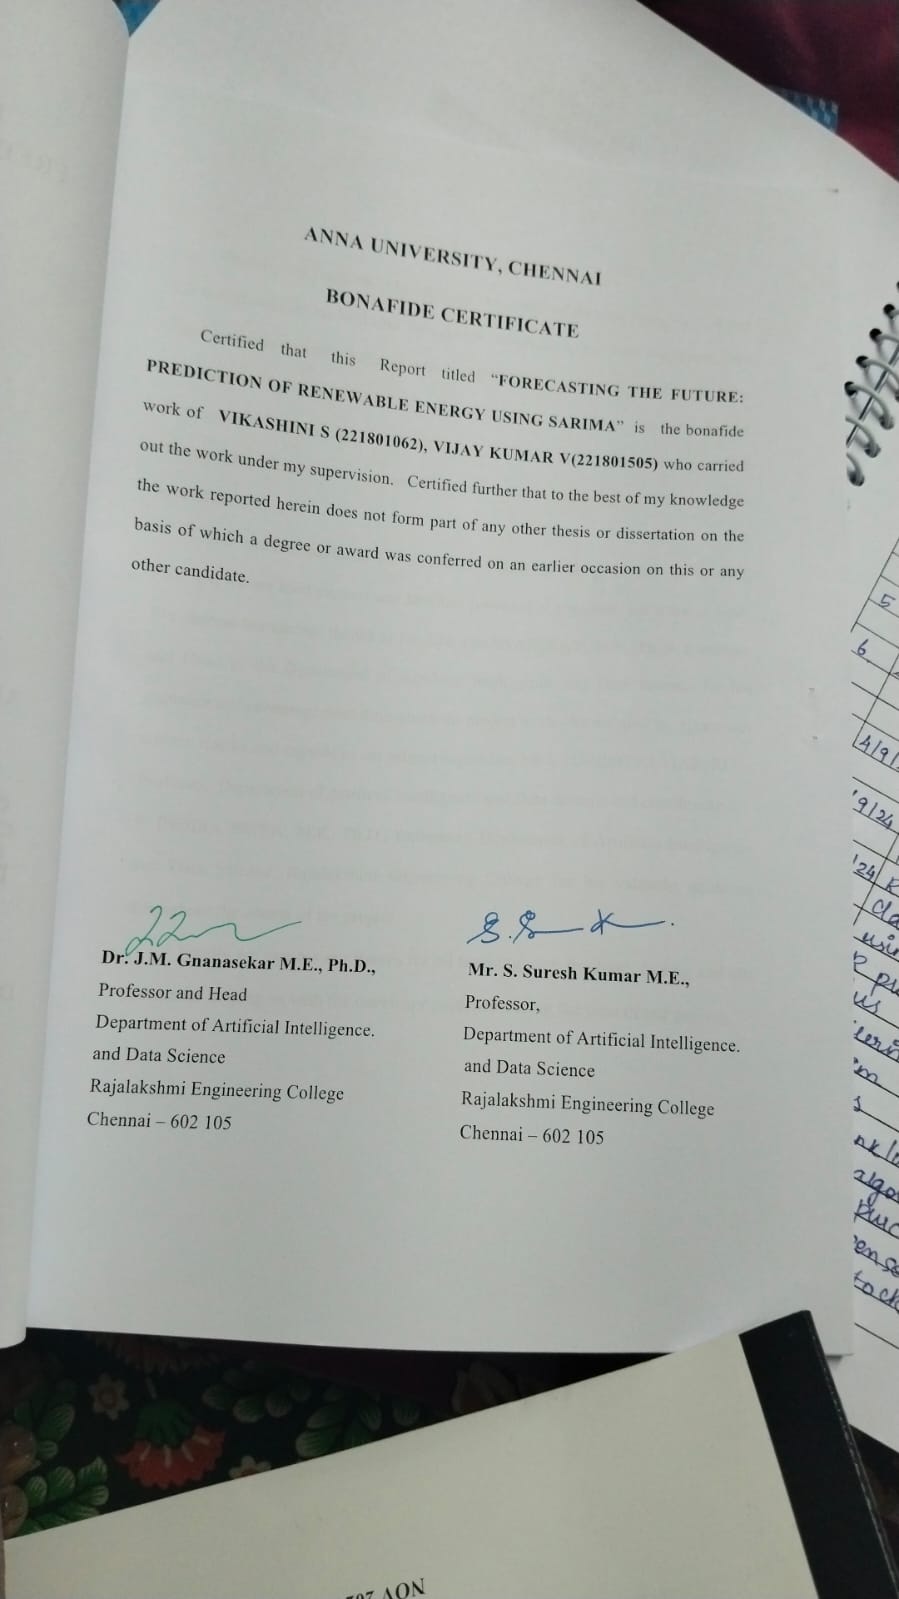 ANNA UNIVERSITY, CHENNAI
BONAFIDE CERTIFICATE
Certified that this Report titled “FORECASTING THE FUTURE:
PREDICTION OF RENEWABLE ENERGY USING SARIMA” is the bonafide
work of VIKASHINI S (221801062), VIJAY KUMAR V(221801505) who carried
out the work under my supervision. Certified further that to the best of my knowledge
the work reported herein does not form part of any other thesis or dissertation on the
basis of which a degree or award was conferred on an earlier occasion on this or any
other candidate.
Dr. J.M. Gnanasekar M.E., Ph.D.,
Professor and Head
Department of Artificial Intelligence.
and Data Science
Rajalakshmi Engineering College
Chennai – 602 105
Mr. S. Suresh Kumar M.E.,
Professor,
Department of Artificial Intelligence.
and Data Science
Rajalakshmi Engineering College
Chennai – 602 105
5
6
4/9/
9/24
/24
NOV